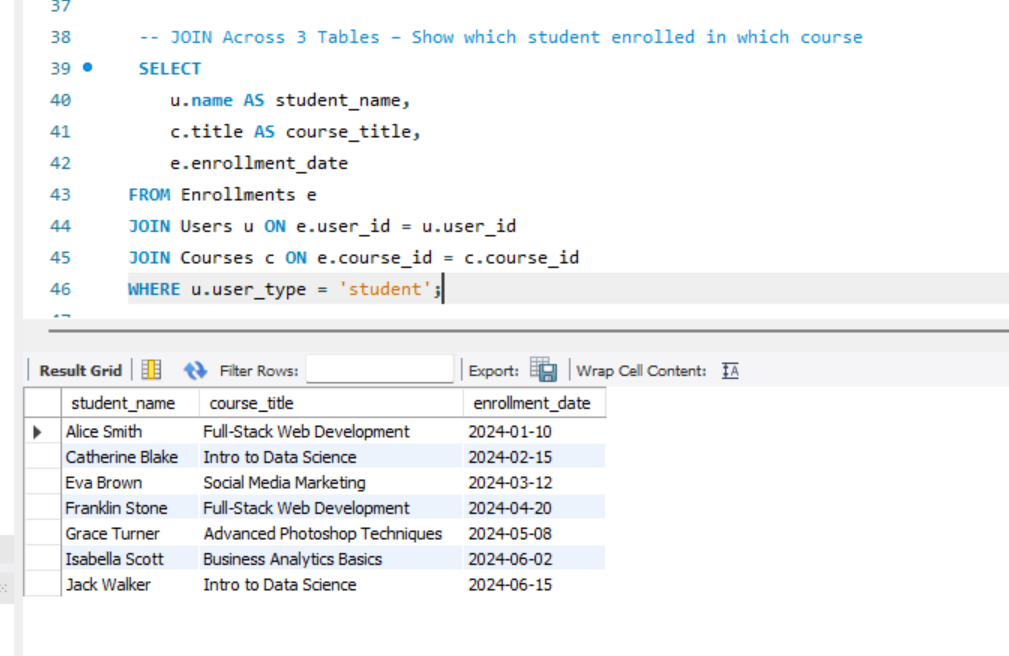 37
38 -- JOIN Across 3 Tables – Show which student enrolled in which course
39 SELECT
40 u.name AS student_name,
41 c.title AS course_title,
42 e.enrollment_date
43 FROM Enrollments e
44 JOIN Users u ON e.user_id = u.user_id
45 JOIN Courses c ON e.course_id = c.course_id
46 WHERE u.user_type = 'student';
47
Result Grid Filter Rows: Export: Wrap Cell Content: IA
student_name course_title enrollment_date
Alice Smith Full-Stack Web Development 2024-01-10
Catherine Blake Intro to Data Science 2024-02-15
Eva Brown Social Media Marketing 2024-03-12
Franklin Stone Full-Stack Web Development 2024-04-20
Grace Turner Advanced Photoshop Techniques 2024-05-08
Isabella Scott Business Analytics Basics 2024-06-02
Jack Walker Intro to Data Science 2024-06-15